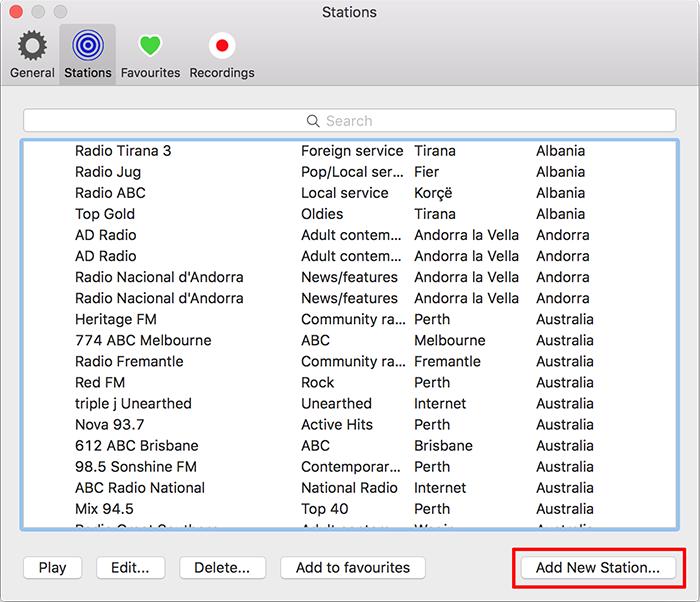 Stations
General Stations Favourites Recordings
Search
Radio Tirana 3 Foreign service Tirana Albania
Radio Jug Pop/Local ser... Fier Albania
Radio ABC Local service Korçë Albania
Top Gold Oldies Tirana Albania
AD Radio Adult contem... Andorra la Vella Andorra
AD Radio Adult contem... Andorra la Vella Andorra
Radio Nacional d'Andorra News/features Andorra la Vella Andorra
Radio Nacional d'Andorra News/features Andorra la Vella Andorra
Heritage FM Community ra... Perth Australia
774 ABC Melbourne ABC Melbourne Australia
Radio Fremantle Community ra... Fremantle Australia
Red FM Rock Perth Australia
triple j Unearthed Unearthed Internet Australia
Nova 93.7 Active Hits Perth Australia
612 ABC Brisbane ABC Brisbane Australia
98.5 Sonshine FM Contemporar... Perth Australia
ABC Radio National National Radio Internet Australia
Mix 94.5 Top 40 Perth Australia
Play Edit... Delete... Add to favourites Add New Station...